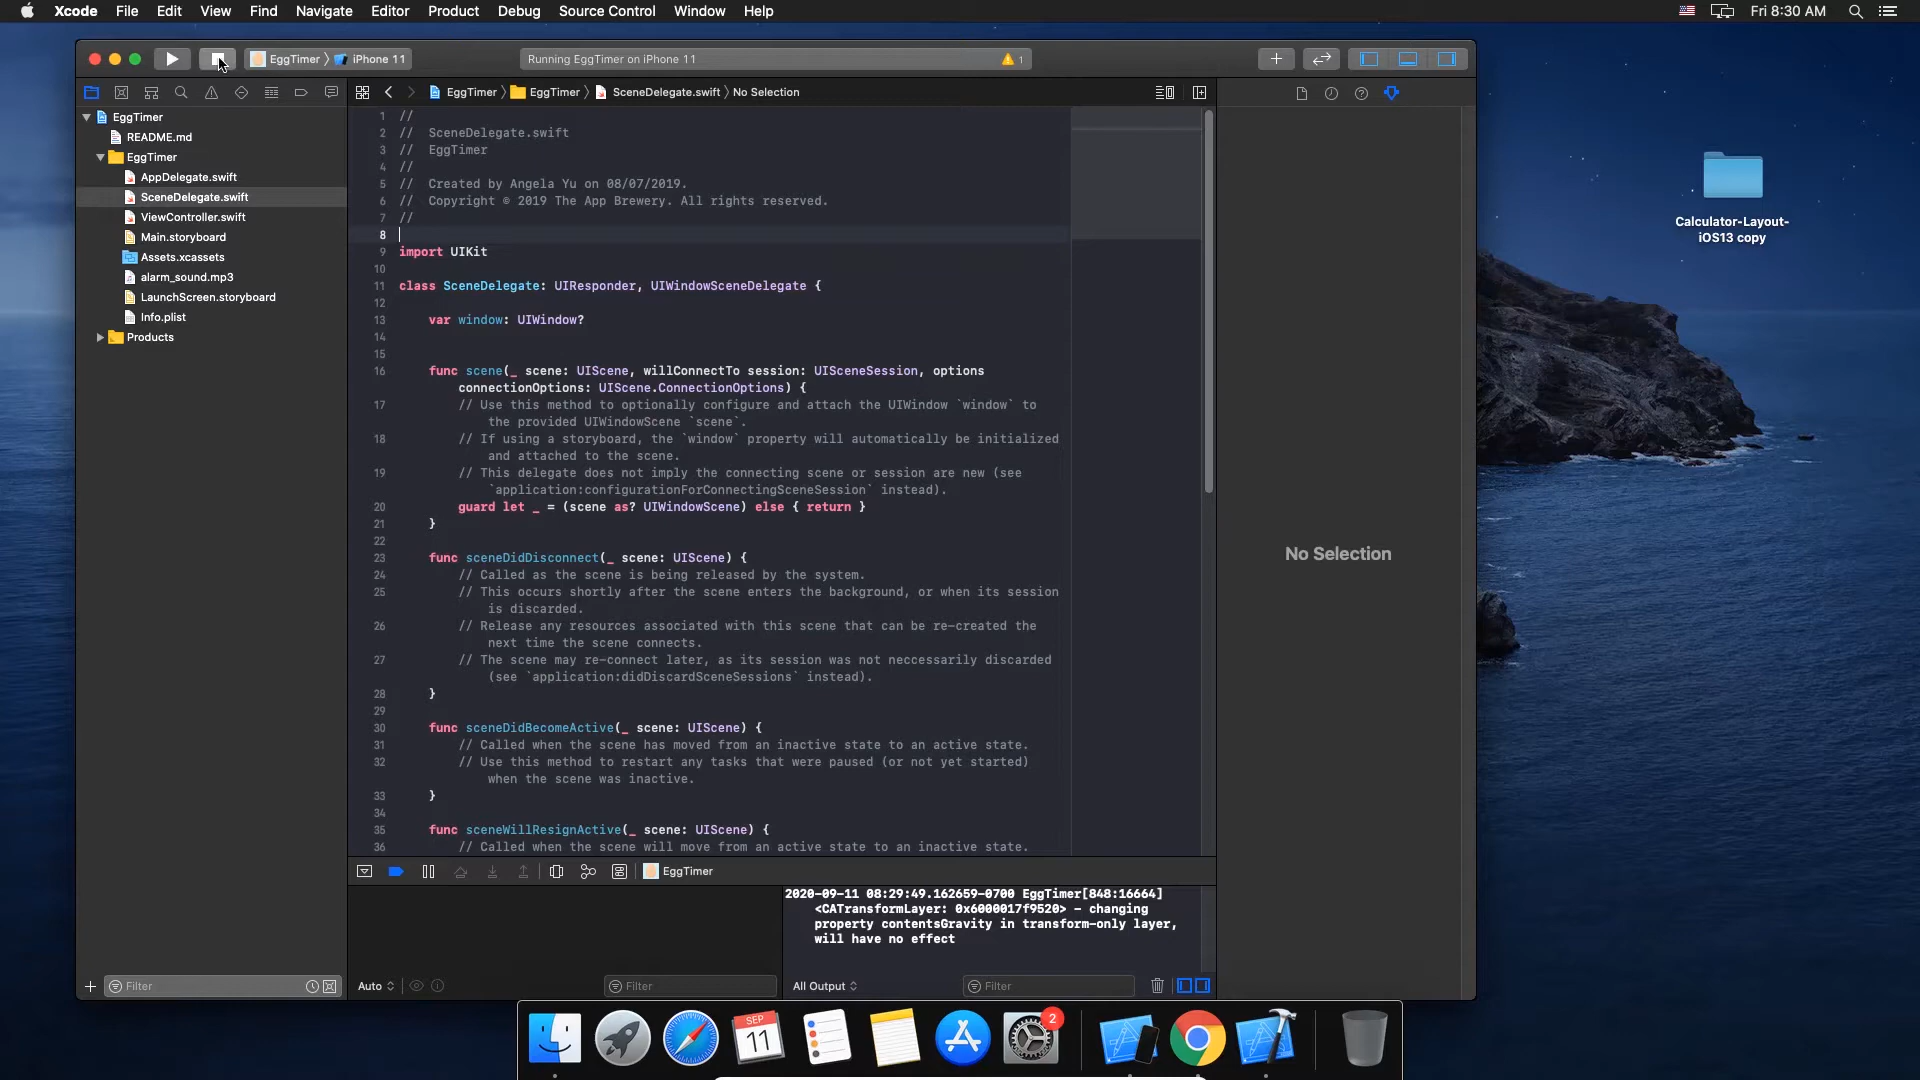 Xcode File Edit View Find Navigate Editor Product Debug Source Control Window Help Fri 8:30 AM
EggTimer iPhone 11 Running EggTimer on iPhone 11 1
EggTimer EggTimer SceneDelegate.swift No Selection
EggTimer
README.md
EggTimer
AppDelegate.swift
SceneDelegate.swift
ViewController.swift
Main.storyboard
Assets.xcassets
alarm_sound.mp3
LaunchScreen.storyboard
Info.plist
Products
1 //
2 // SceneDelegate.swift
3 // EggTimer
4 //
5 // Created by Angela Yu on 08/07/2019.
6 // Copyright © 2019 The App Brewery. All rights reserved.
7 //
8
9 import UIKit
10
11 class SceneDelegate: UIResponder, UIWindowSceneDelegate {
12
13 var window: UIWindow?
14
15
16 func scene(_ scene: UIScene, willConnectTo session: UISceneSession, options
connectionOptions: UIScene.ConnectionOptions) {
17 // Use this method to optionally configure and attach the UIWindow `window` to
the provided UIWindowScene `scene`.
18 // If using a storyboard, the `window` property will automatically be initialized
and attached to the scene.
19 // This delegate does not imply the connecting scene or session are new (see
`application:configurationForConnectingSceneSession` instead).
20 guard let _ = (scene as? UIWindowScene) else { return }
21 }
22
23 func sceneDidDisconnect(_ scene: UIScene) {
24 // Called as the scene is being released by the system.
25 // This occurs shortly after the scene enters the background, or when its session
is discarded.
26 // Release any resources associated with this scene that can be re-created the
next time the scene connects.
27 // The scene may re-connect later, as its session was not neccessarily discarded
(see `application:didDiscardSceneSessions` instead).
28 }
29
30 func sceneDidBecomeActive(_ scene: UIScene) {
31 // Called when the scene has moved from an inactive state to an active state.
32 // Use this method to restart any tasks that were paused (or not yet started)
when the scene was inactive.
33 }
34
35 func sceneWillResignActive(_ scene: UIScene) {
36 // Called when the scene will move from an active state to an inactive state.
No Selection
Calculator-Layout-
iOS13 copy
EggTimer
2020-09-11 08:29:49.162659-0700 EggTimer[848:16664]
<CATransformLayer: 0x6000017f9520> - changing
property contentsGravity in transform-only layer,
will have no effect
Filter Auto Filter All Output Filter
SEP
11
2